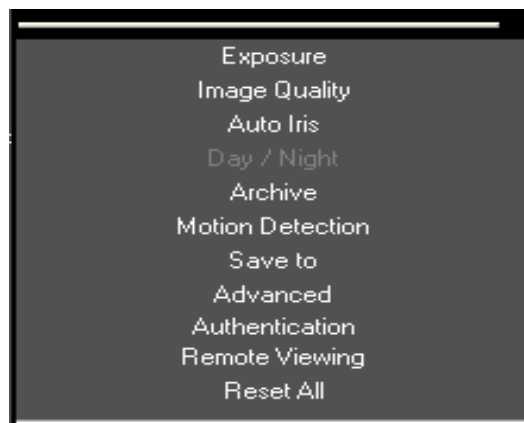 Exposure
Image Quality
Auto Iris
Day / Night
Archive
Motion Detection
Save to
Advanced
Authentication
Remote Viewing
Reset All